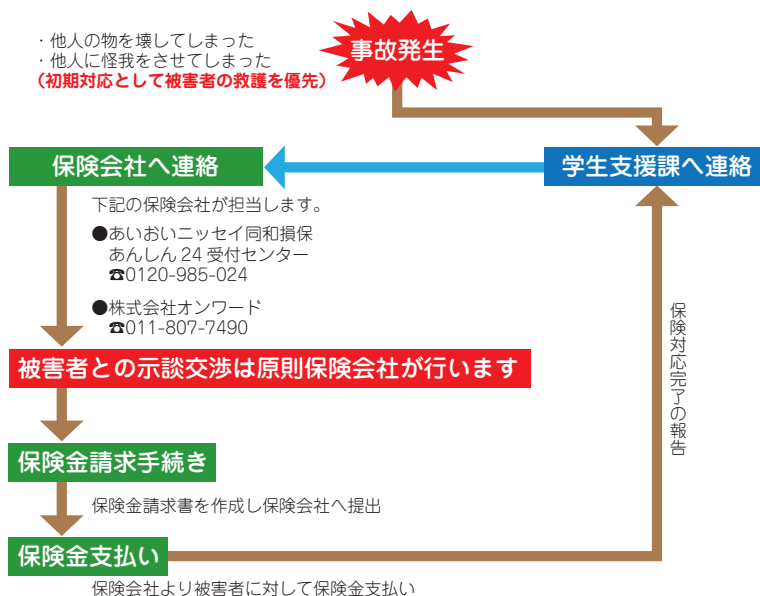 ・他人の物を壊してしまった
・他人に怪我をさせてしまった
（初期対応として被害者の救護を優先）
事故発生
学生支援課へ連絡
保険会社へ連絡
下記の保険会社が担当します。
●あいおいニッセイ同和損保
あんしん24受付センター
☎0120-985-024
●株式会社オンワード
☎011-807-7490
被害者との示談交渉は原則保険会社が行います
保険金請求手続き
保険金請求書を作成し保険会社へ提出
保険金支払い
保険会社より被害者に対して保険金支払い
保険対応完了の報告